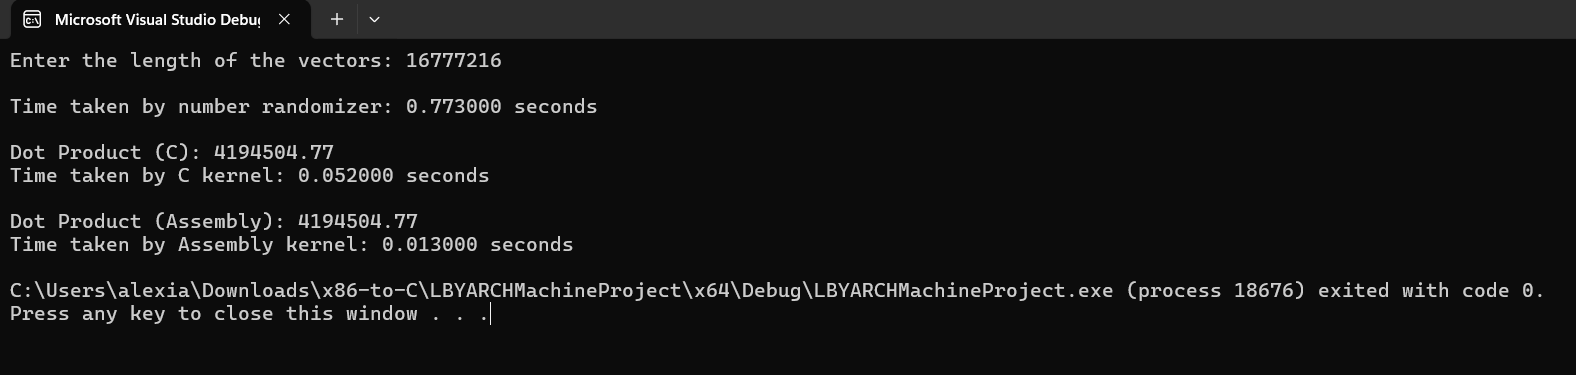 Microsoft Visual Studio Debug
Enter the length of the vectors: 16777216
Time taken by number randomizer: 0.773000 seconds
Dot Product (C): 4194504.77
Time taken by C kernel: 0.052000 seconds
Dot Product (Assembly): 4194504.77
Time taken by Assembly kernel: 0.013000 seconds
C:\Users\alexia\Downloads\x86-to-C\LBYARCHMachineProject\x64\Debug\LBYARCHMachineProject.exe (process 18676) exited with code 0.
Press any key to close this window . . .